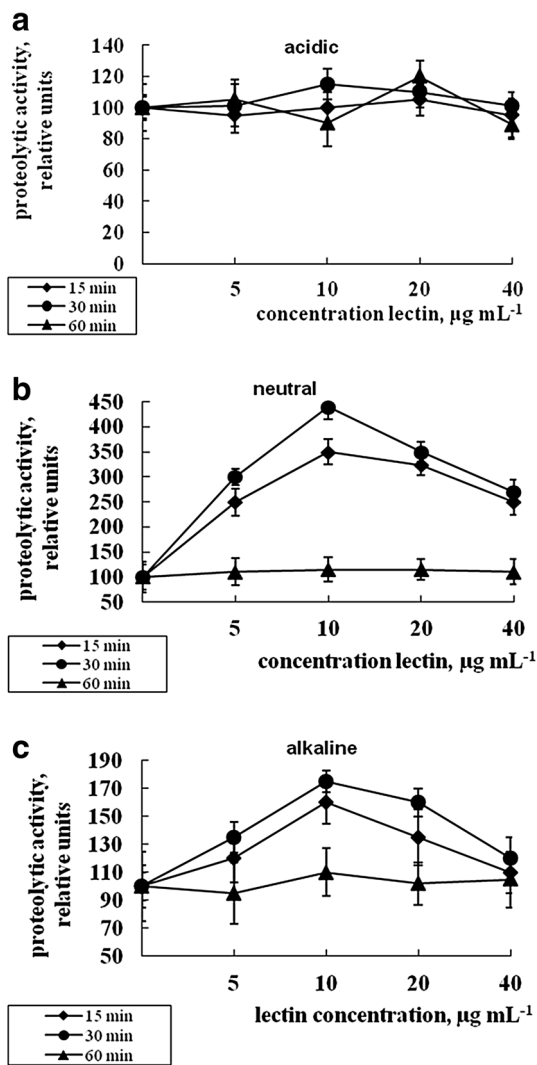 a
acidic
proteolytic activity,
relative units
140
120
100
80
60
40
20
0
5 10 20 40
concentration lectin, µg mL-1
15 min
30 min
60 min
b
neutral
proteolytic activity,
relative units
450
400
350
300
250
200
150
100
50
5 10 20 40
concentration lectin, µg mL-1
15 min
30 min
60 min
c
alkaline
proteolytic activity,
relative units
190
170
150
130
110
90
70
50
5 10 20 40
lectin concentration, µg mL-1
15 min
30 min
60 min